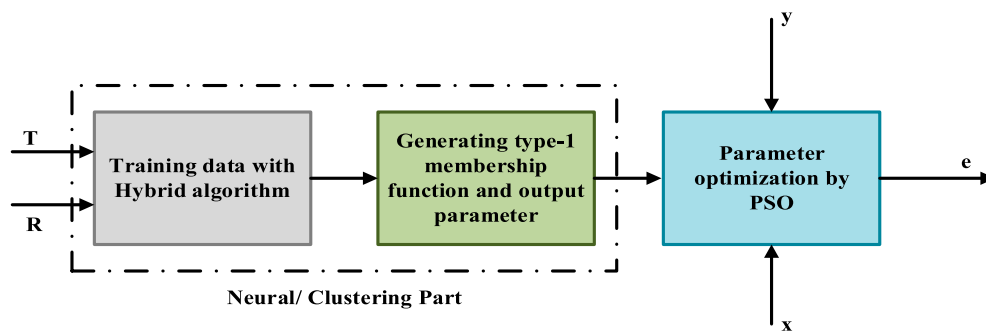 y
T
R
Training data with
Hybrid algorithm
Generating type-1
membership
function and output
parameter
Parameter
optimization by
PSO
e
Neural/ Clustering Part
x